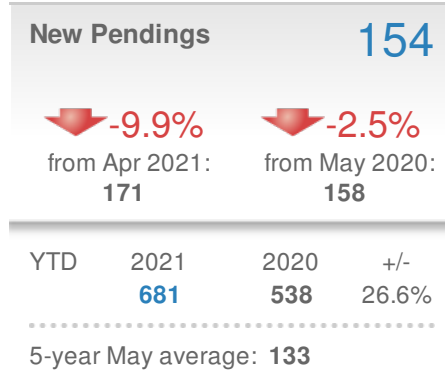 New Pendings 154
-9.9% -2.5%
from Apr 2021: from May 2020:
171 158
YTD 2021 2020 +/-
681 538 26.6%
5-year May average: 133